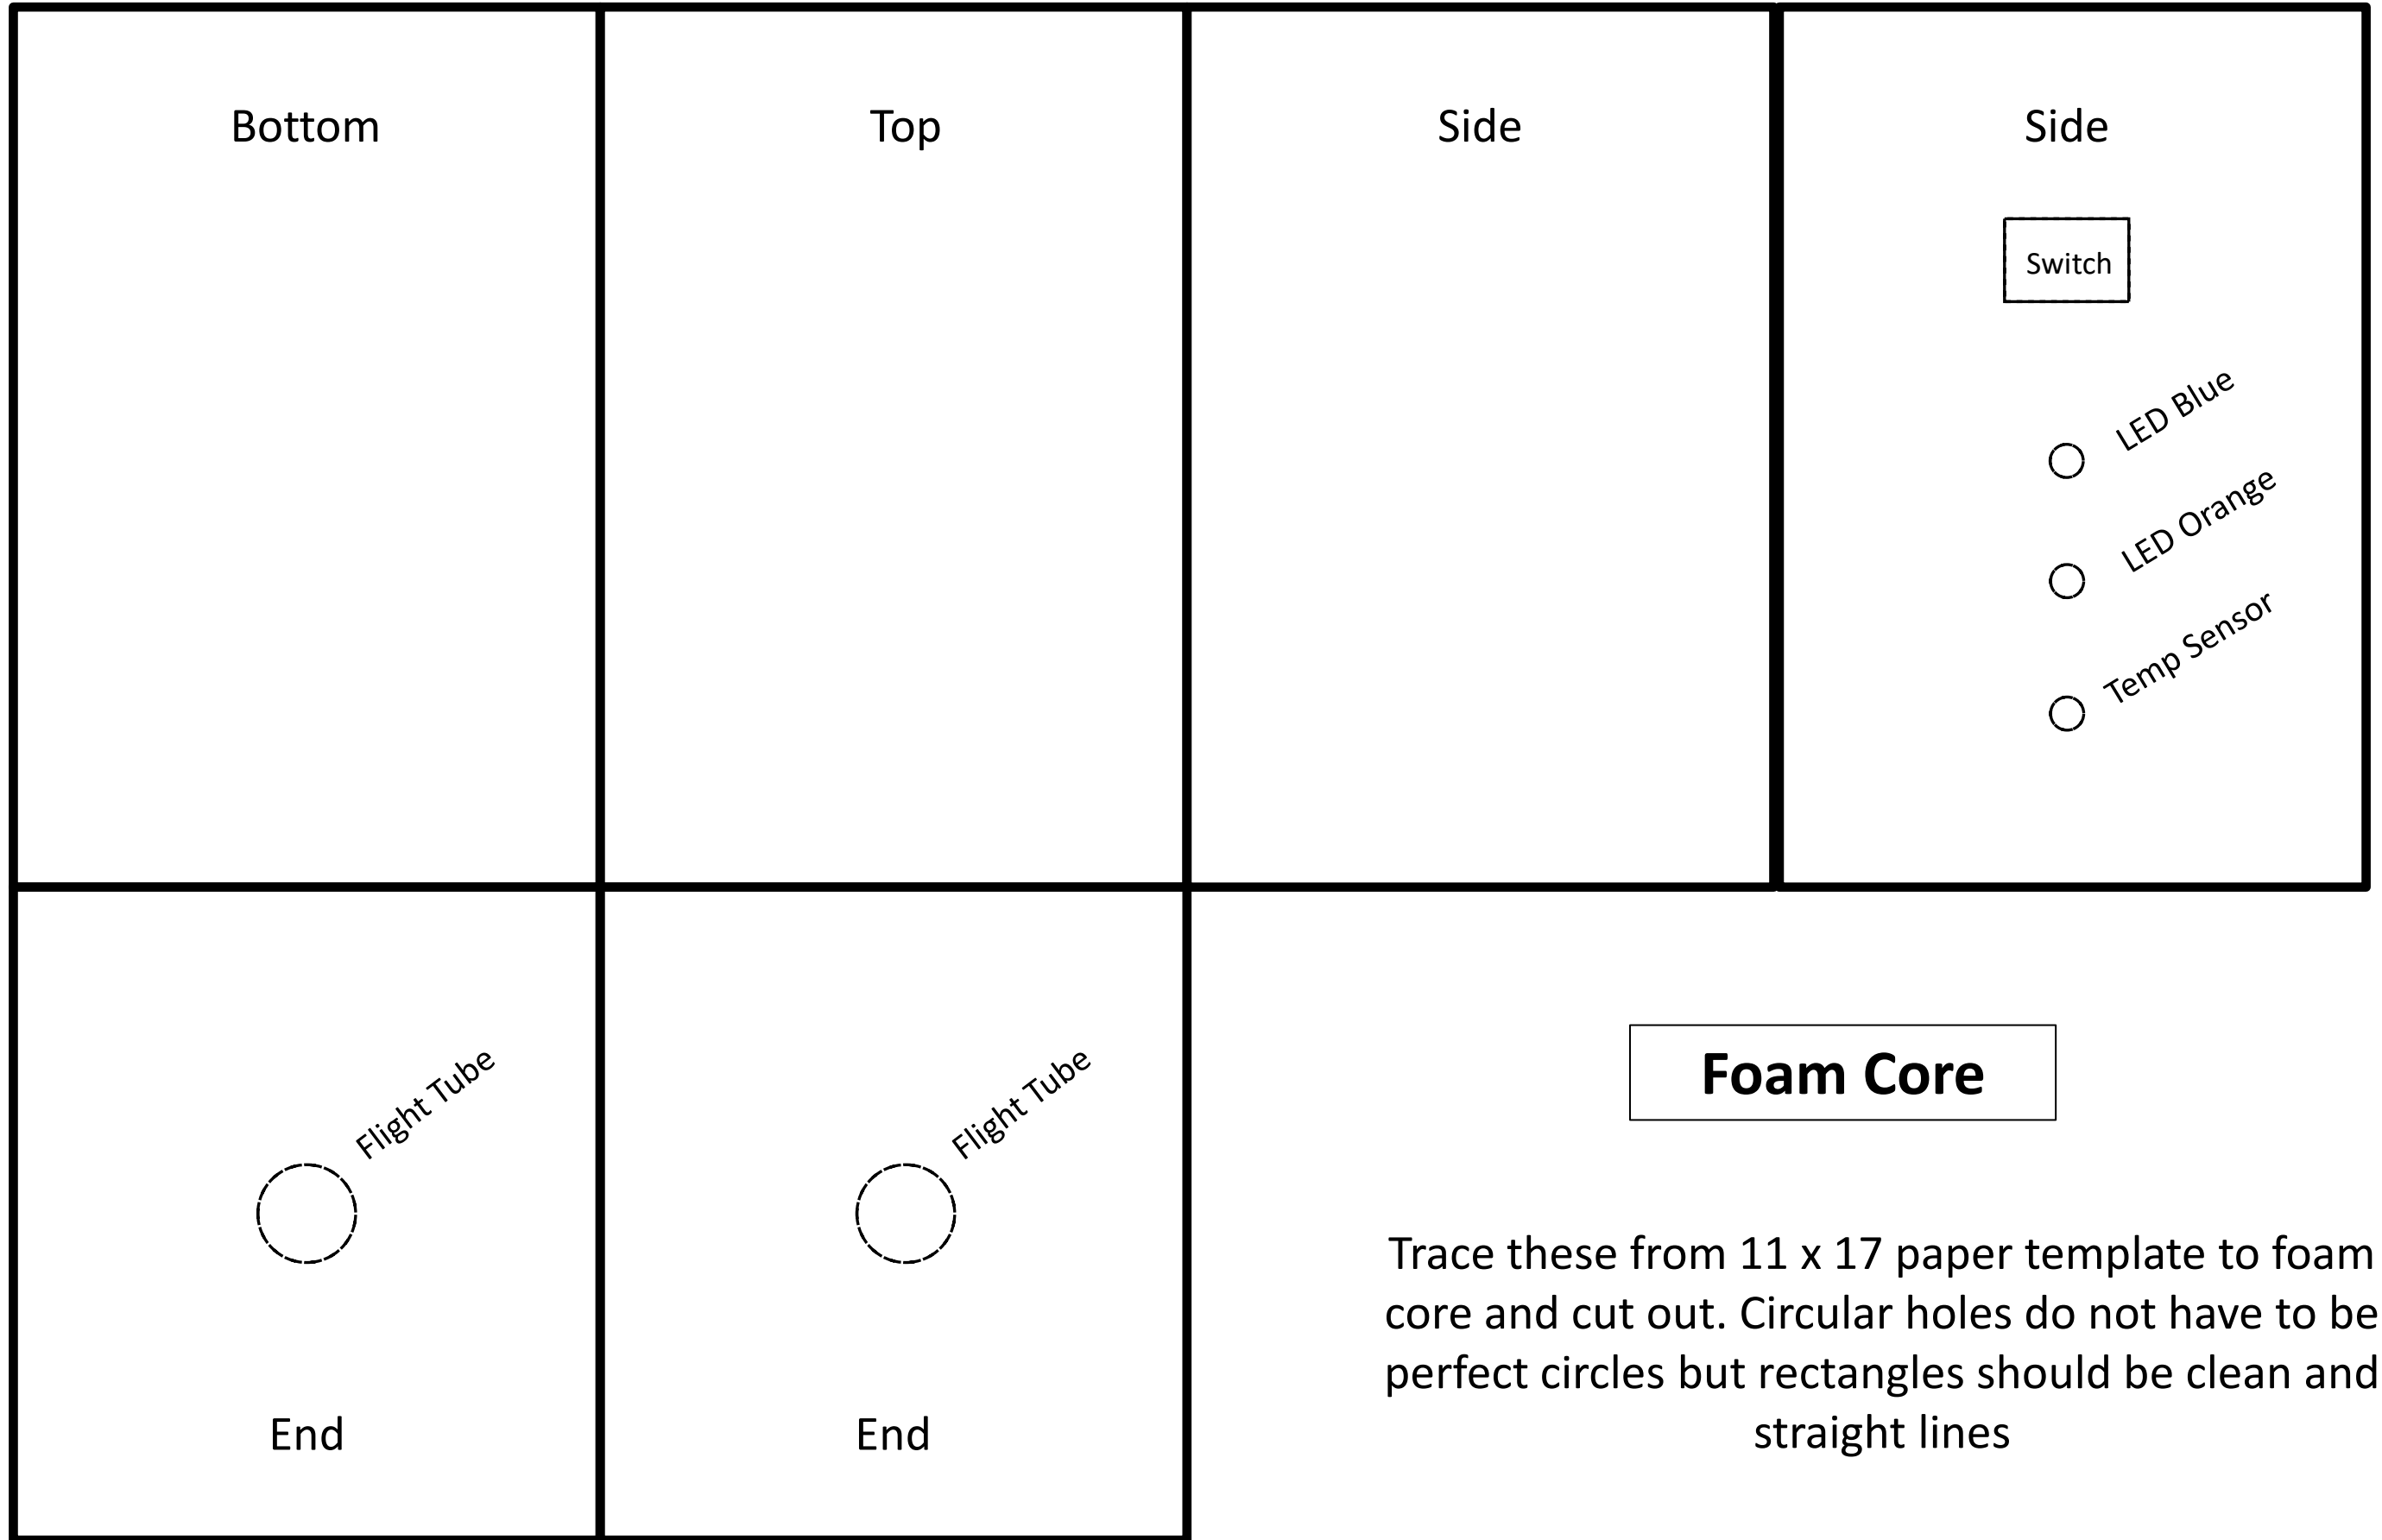 Bottom
Top
Side
Side
Switch
LED Blue
LED Orange
Temp Sensor
Flight Tube
End
Flight Tube
End
Foam Core
Trace these from 11 x 17 paper template to foam
core and cut out. Circular holes do not have to be
perfect circles but rectangles should be clean and
straight lines